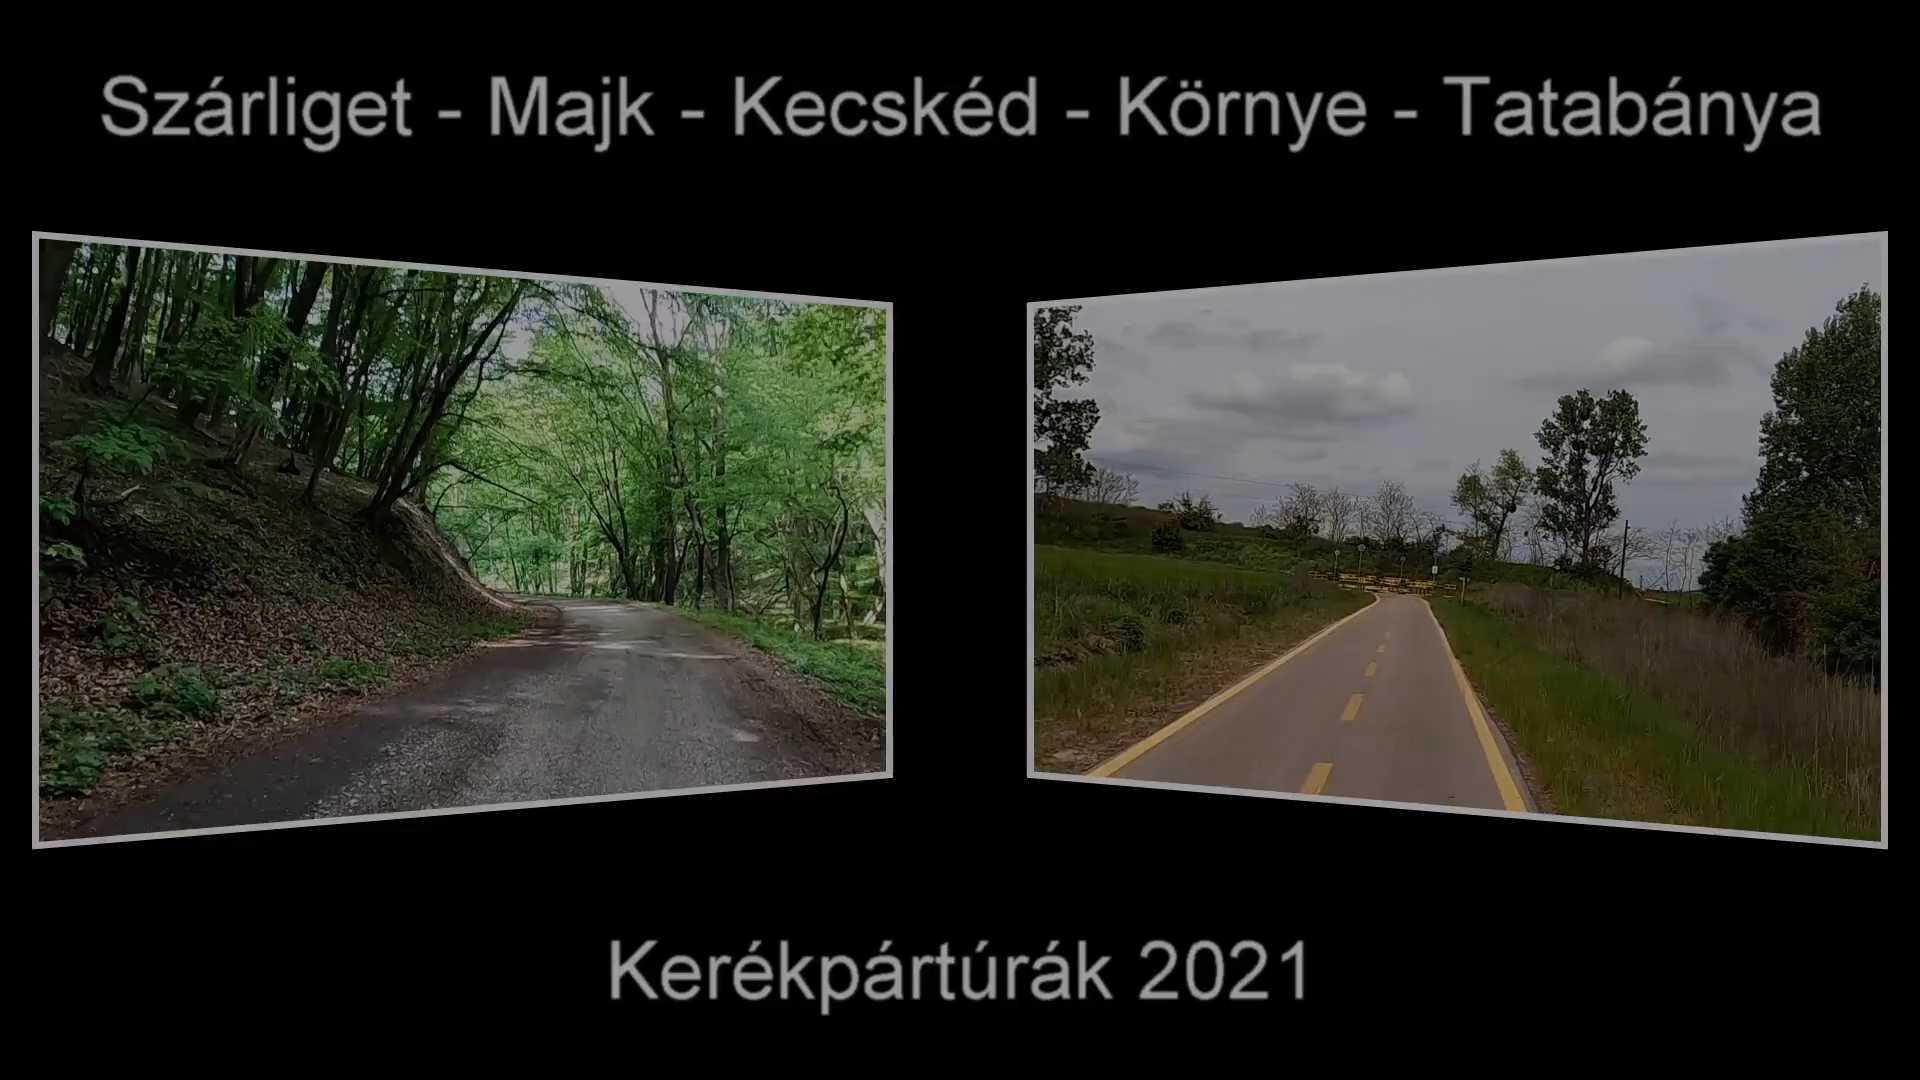 Szárliget - Majk - Kecskéd - Környe - Tatabánya
Kerékpártúrák 2021